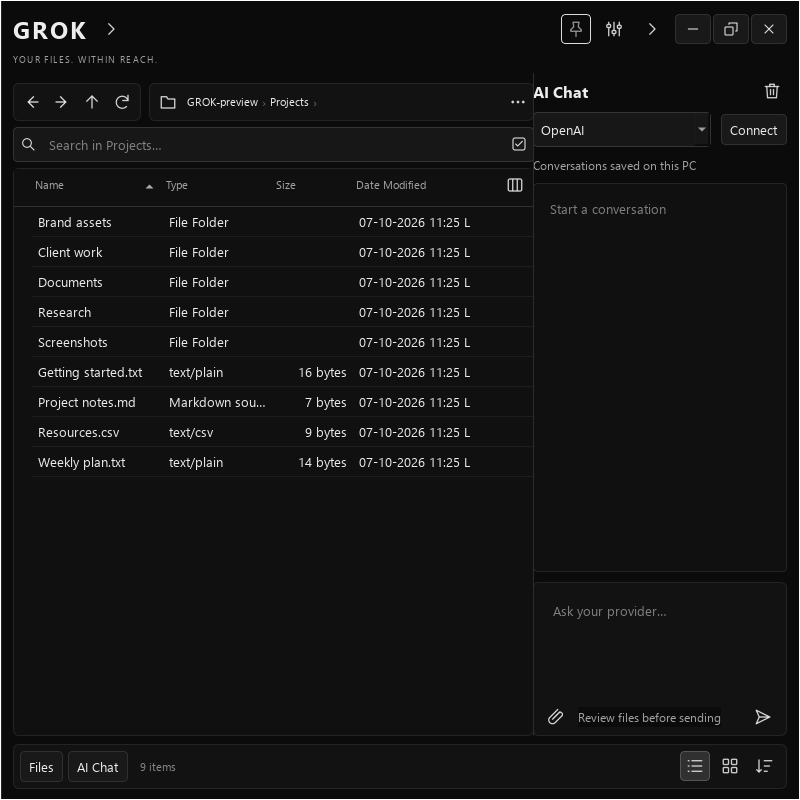 GROK
YOUR FILES. WITHIN REACH.
GROK-preview › Projects ›
Search in Projects...
Name Type Size Date Modified
Brand assets File Folder 07-10-2026 11:25 L
Client work File Folder 07-10-2026 11:25 L
Documents File Folder 07-10-2026 11:25 L
Research File Folder 07-10-2026 11:25 L
Screenshots File Folder 07-10-2026 11:25 L
Getting started.txt text/plain 16 bytes 07-10-2026 11:25 L
Project notes.md Markdown sou... 7 bytes 07-10-2026 11:25 L
Resources.csv text/csv 9 bytes 07-10-2026 11:25 L
Weekly plan.txt text/plain 14 bytes 07-10-2026 11:25 L
AI Chat
OpenAI Connect
Conversations saved on this PC
Start a conversation
Ask your provider...
Review files before sending
Files AI Chat 9 items